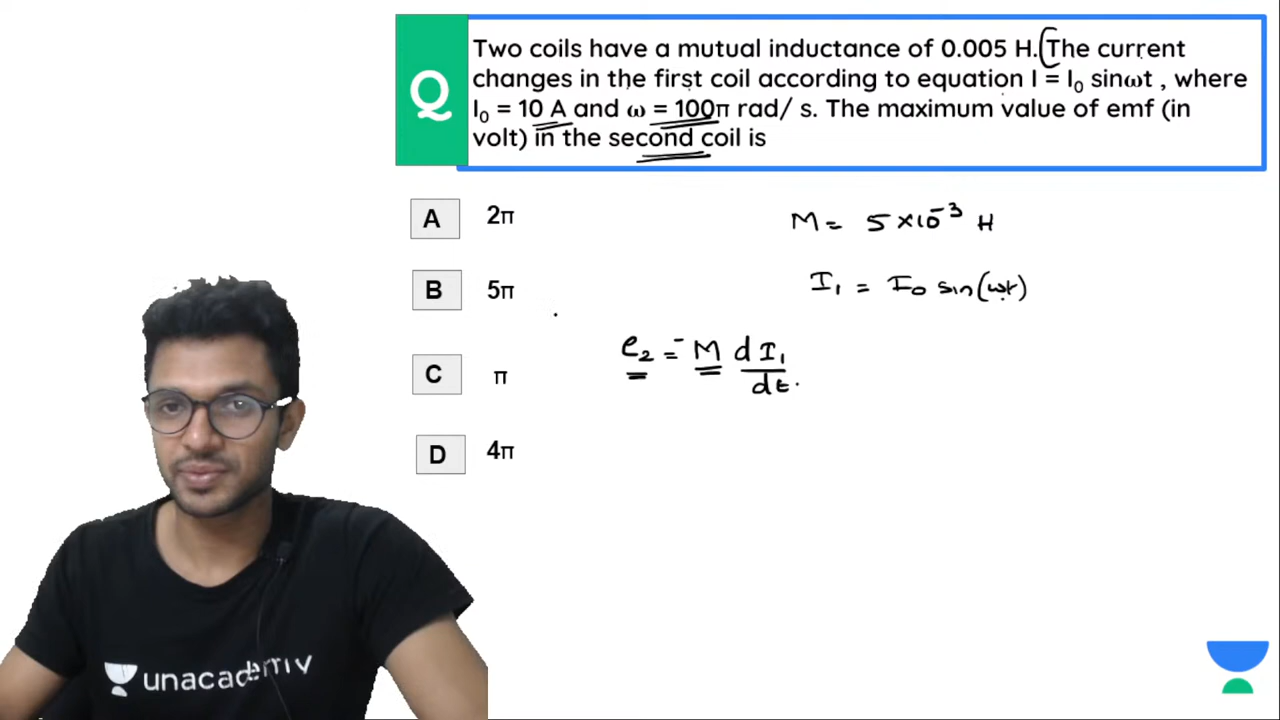 Q
Two coils have a mutual inductance of 0.005 H. The current
changes in the first coil according to equation I = I₀ sinωt , where
I₀ = 10 A and ω = 100π rad/ s. The maximum value of emf (in
volt) in the second coil is
A 2π
B 5π
C π
D 4π
M = 5 × 10⁻³ H
I₁ = I₀ sin(ωt)
e₂ = -M dI₁/dt
unacademy